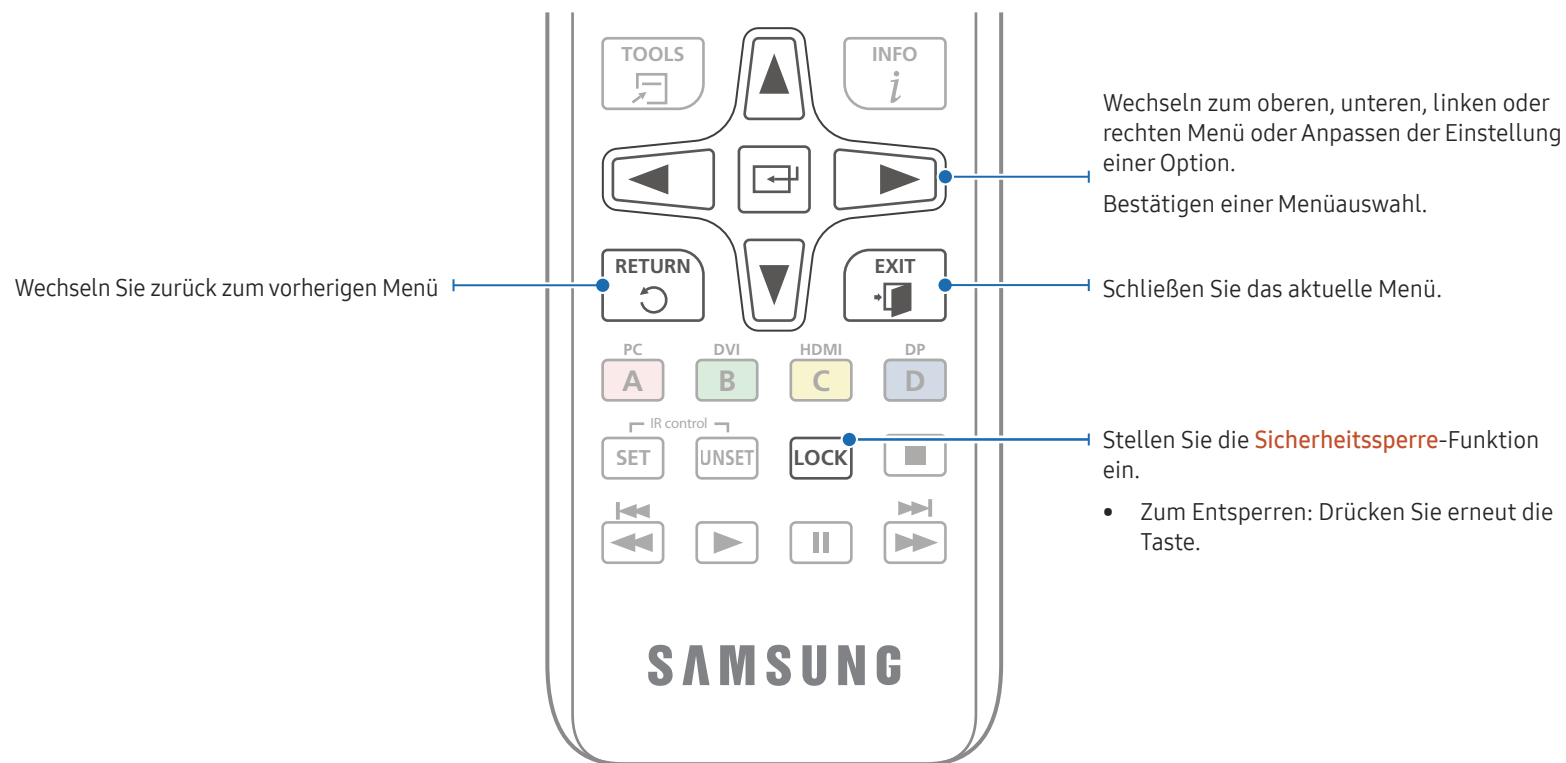 TOOLS
INFO
i
Wechseln zum oberen, unteren, linken oder
rechten Menü oder Anpassen der Einstellung
einer Option.
Bestätigen einer Menüauswahl.
RETURN
EXIT
Wechseln Sie zurück zum vorherigen Menü
Schließen Sie das aktuelle Menü.
PC DVI HDMI DP
A B C D
IR control
SET UNSET LOCK
Stellen Sie die Sicherheitssperre-Funktion
ein.
• Zum Entsperren: Drücken Sie erneut die
Taste.
SAMSUNG